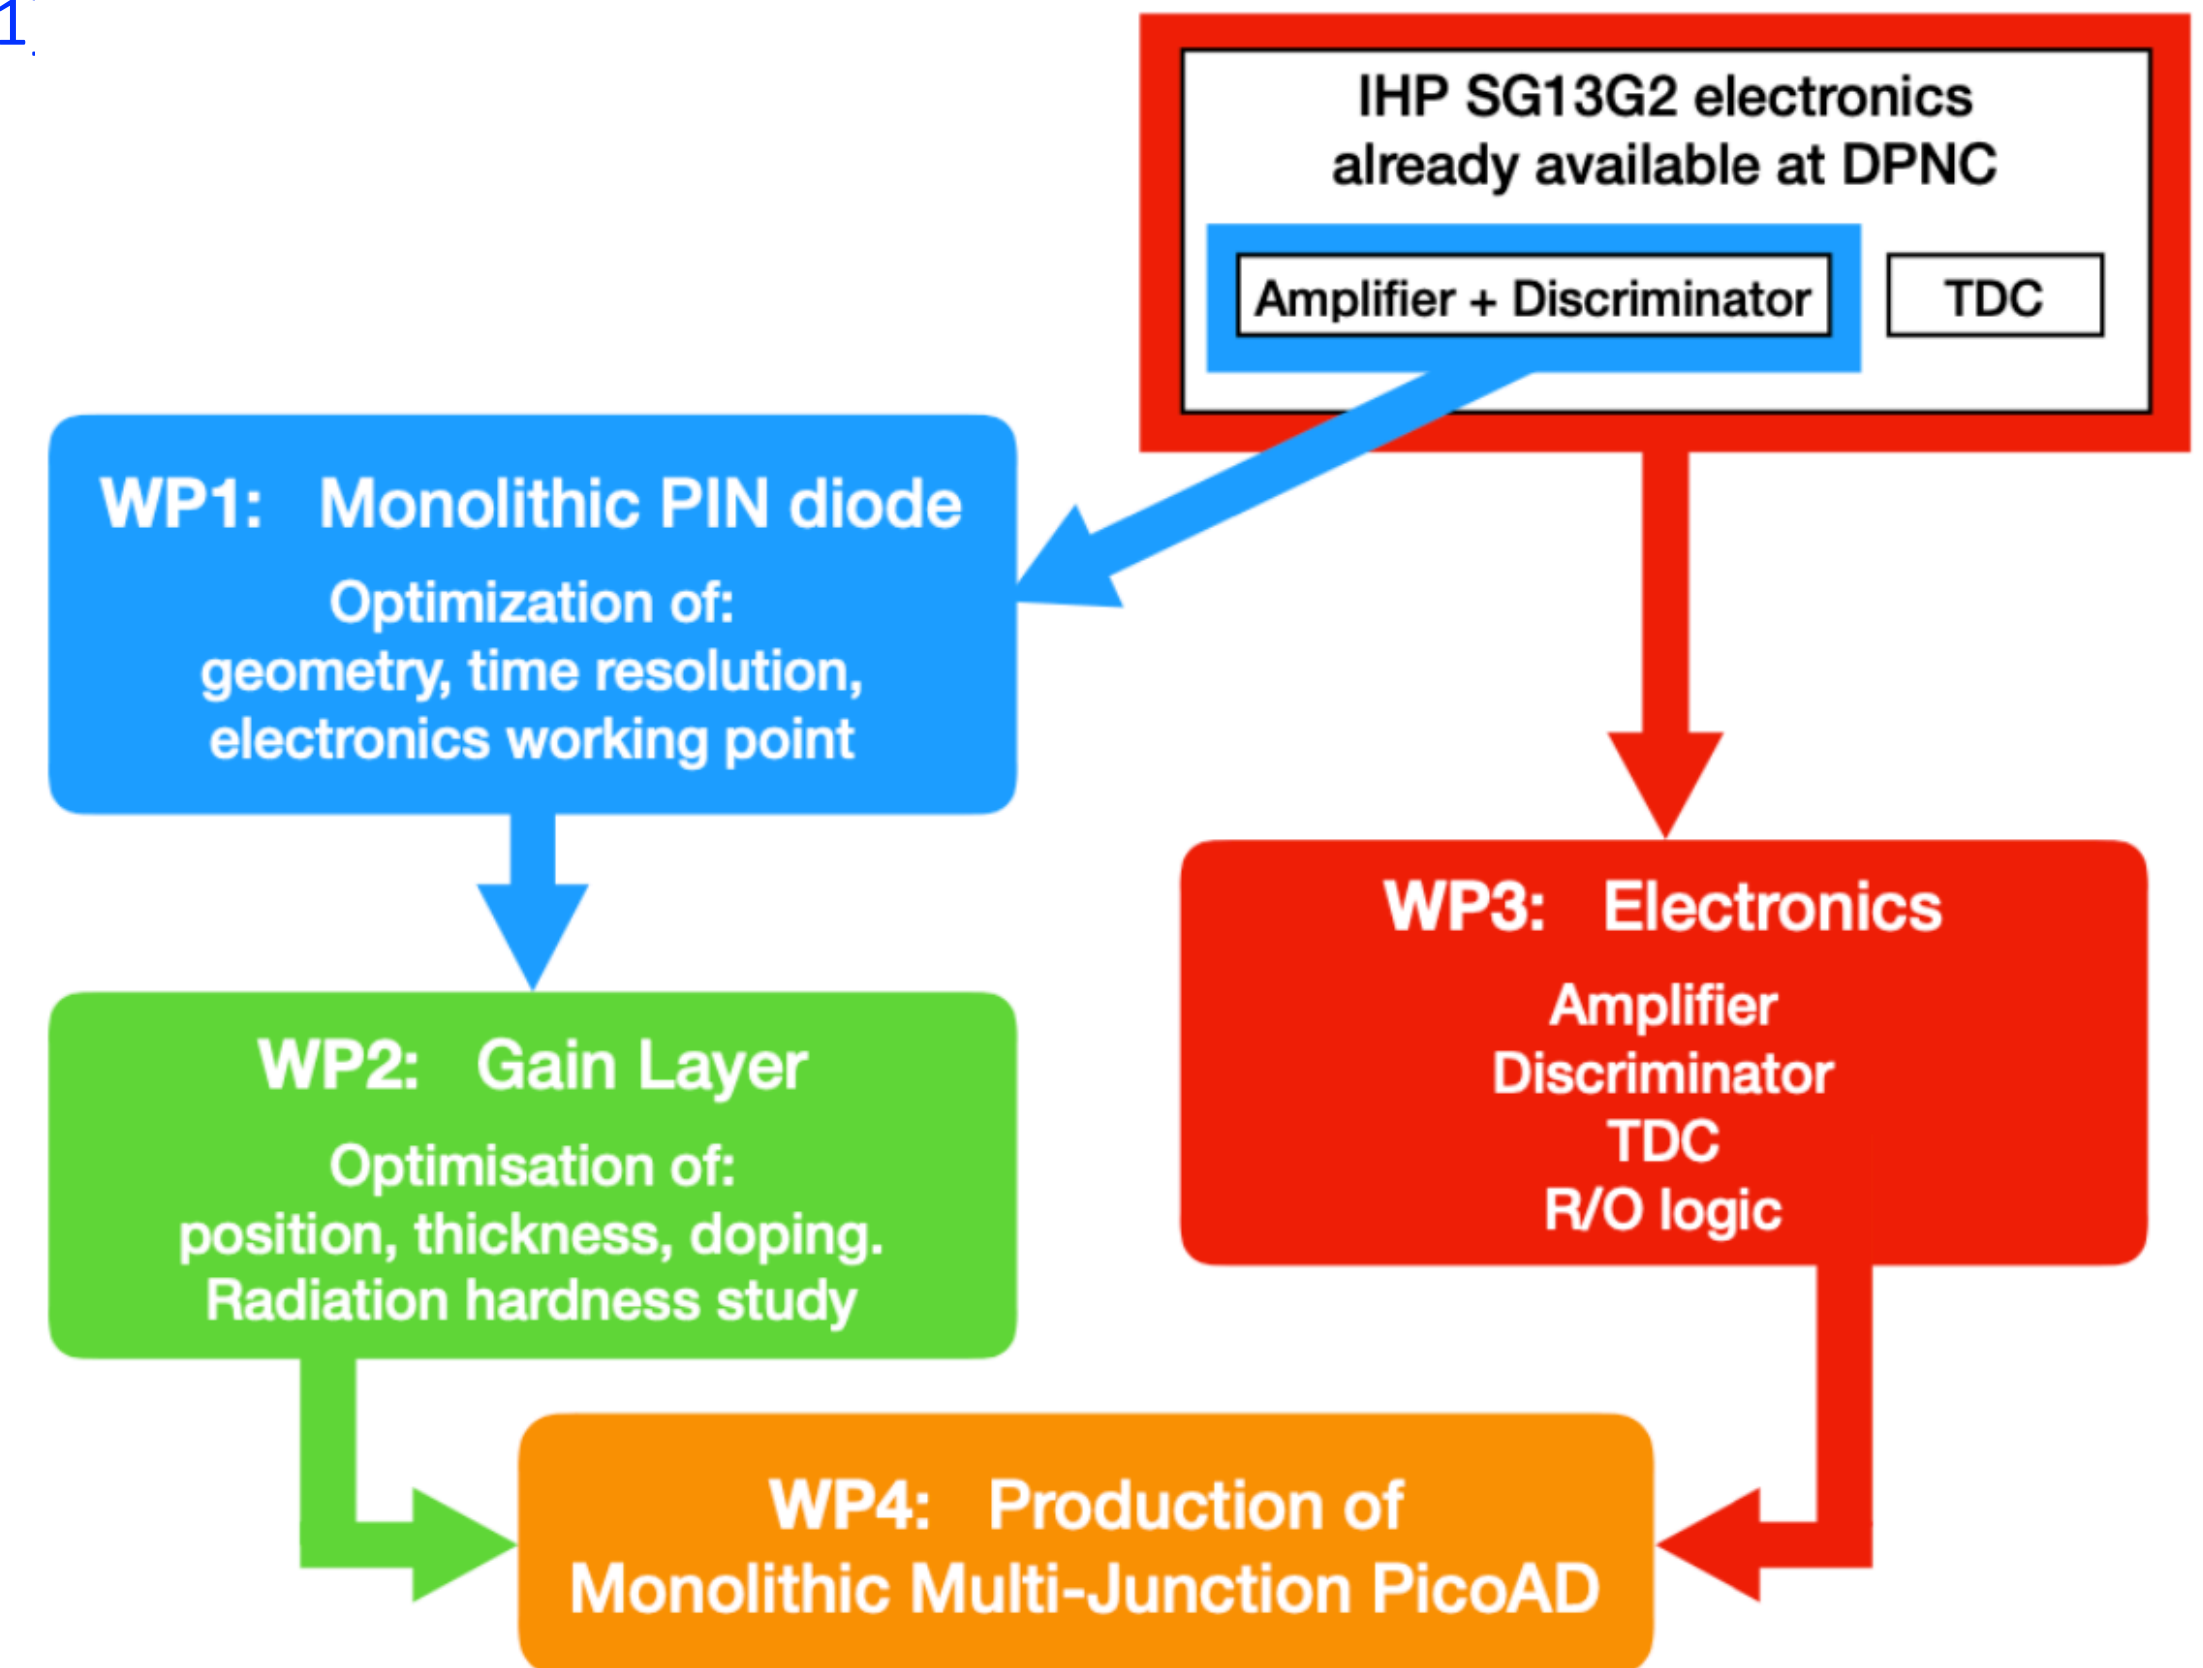 1
IHP SG13G2 electronics
already available at DPNC
Amplifier + Discriminator
TDC
WP1: Monolithic PIN diode
Optimization of:
geometry, time resolution,
electronics working point
WP2: Gain Layer
Optimisation of:
position, thickness, doping.
Radiation hardness study
WP3: Electronics
Amplifier
Discriminator
TDC
R/O logic
WP4: Production of
Monolithic Multi-Junction PicoAD